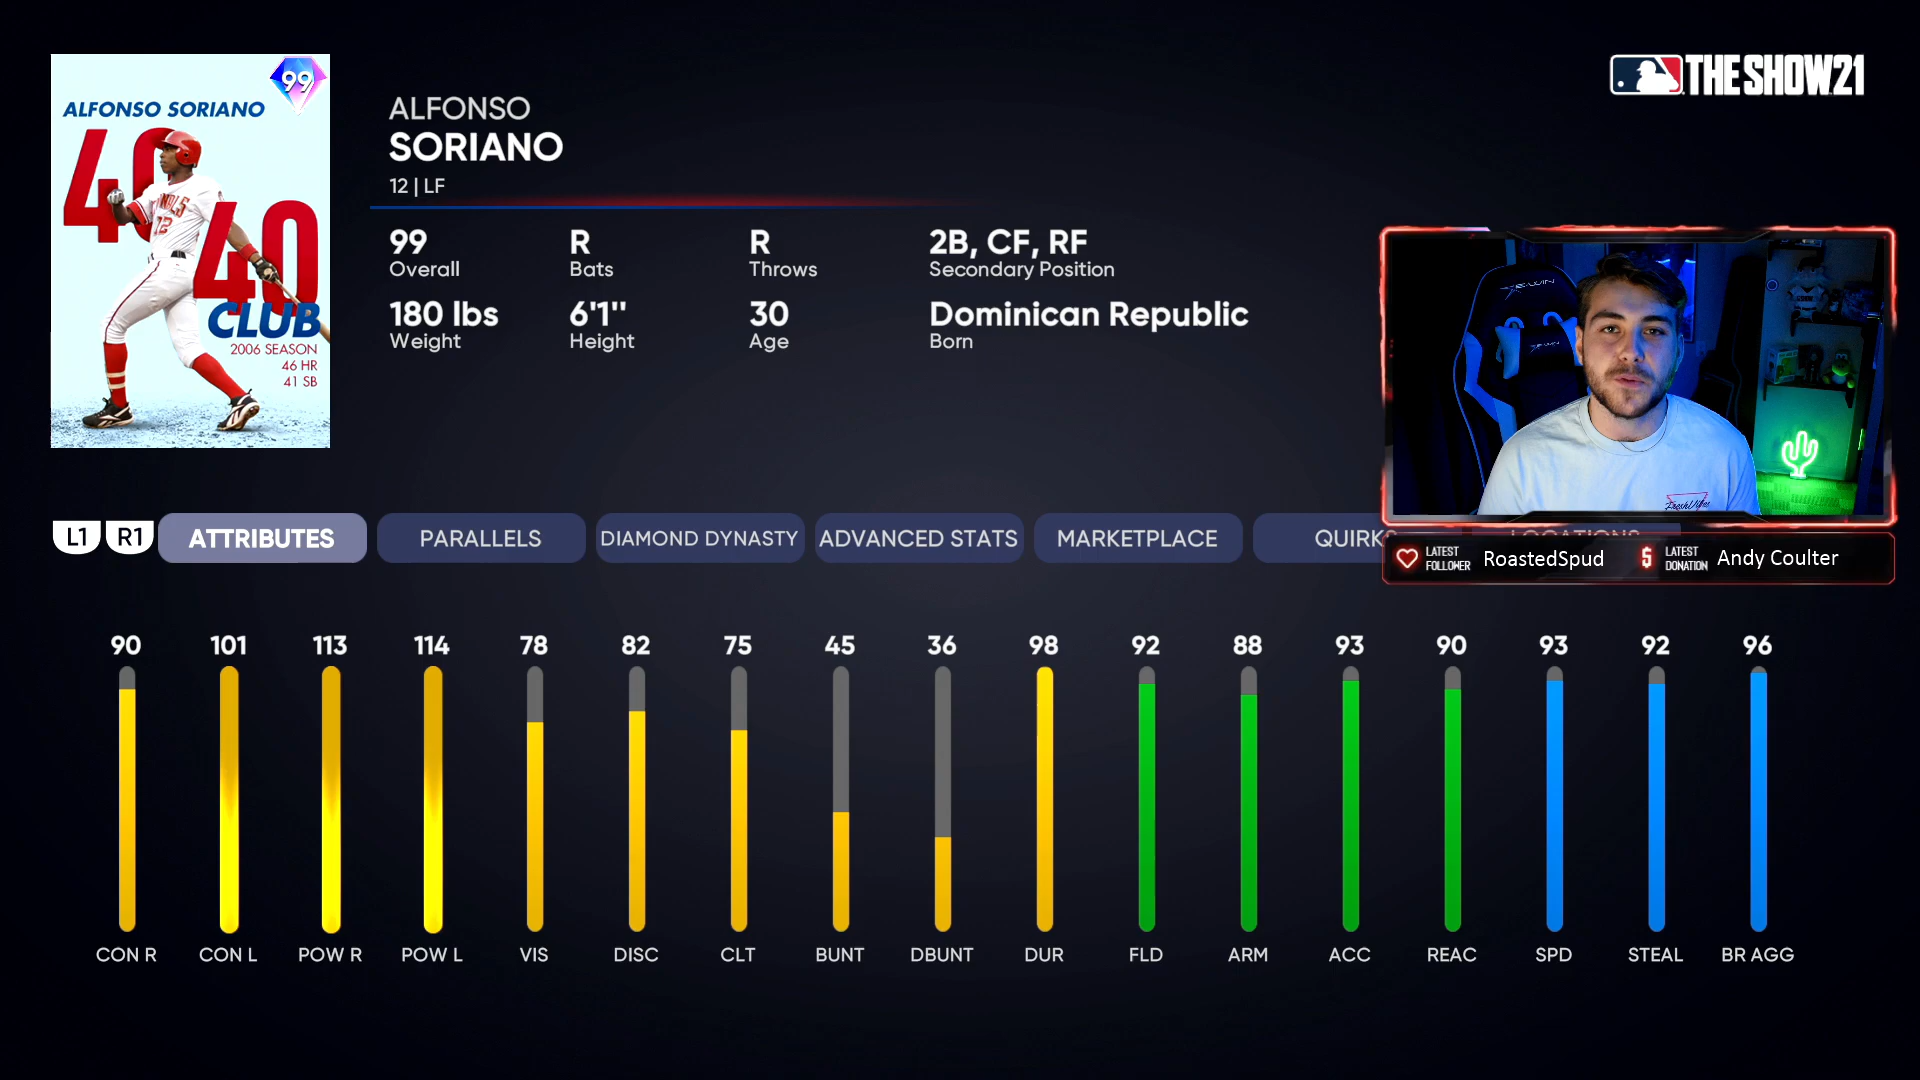 99
ALFONSO SORIANO
40
40
CLUB
2006 SEASON
46 HR
41 SB
12
ALFONSO
SORIANO
12 | LF
99
Overall
R
Bats
R
Throws
2B, CF, RF
Secondary Position
180 lbs
Weight
6'1''
Height
30
Age
Dominican Republic
Born
THE SHOW.21
L1 R1 ATTRIBUTES PARALLELS DIAMOND DYNASTY ADVANCED STATS MARKETPLACE QUIRKS LOCATIONS
LATEST FOLLOWER RoastedSpud LATEST DONATION Andy Coulter
90 101 113 114 78 82 75 45 36 98 92 88 93 90 93 92 96
CON R CON L POW R POW L VIS DISC CLT BUNT DBUNT DUR FLD ARM ACC REAC SPD STEAL BR AGG